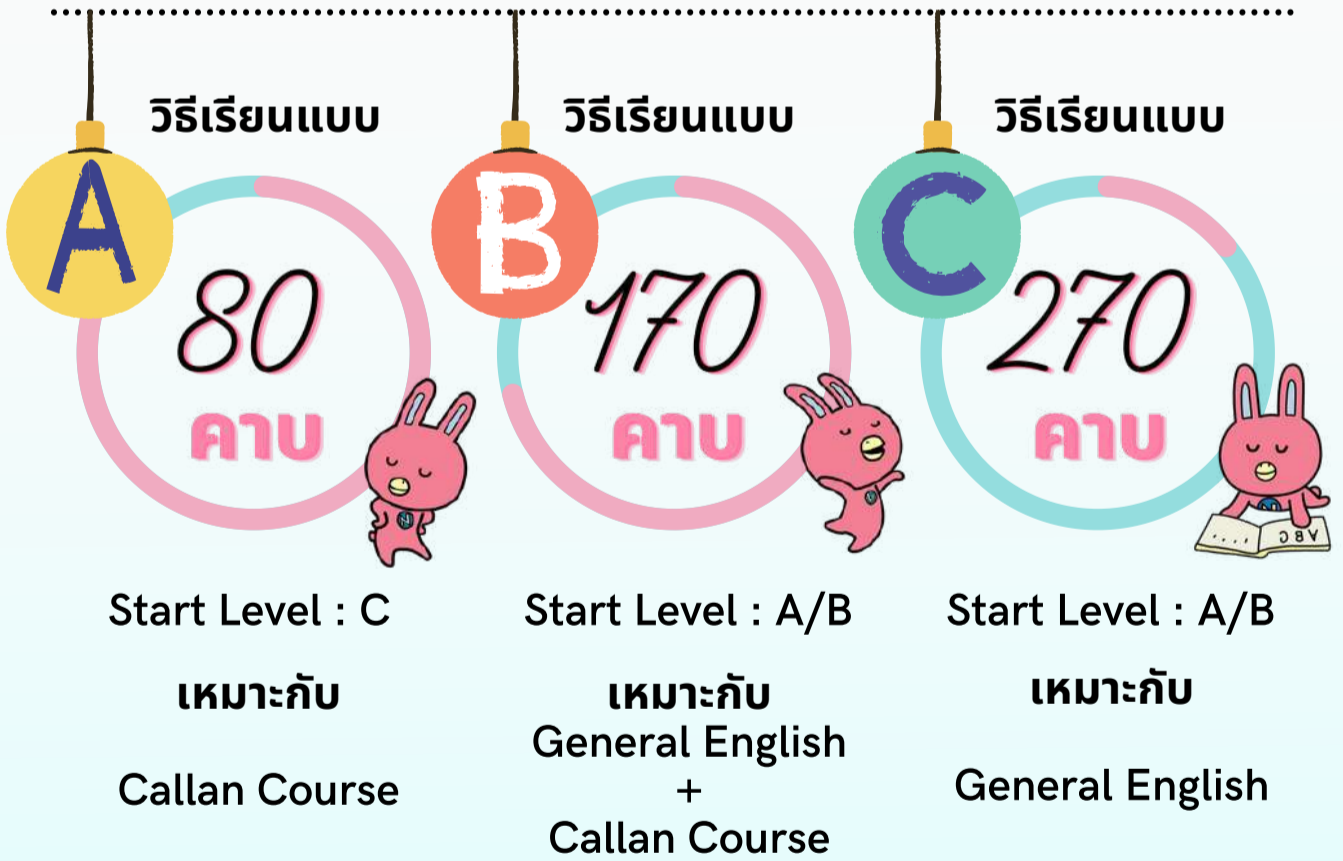 A
วิธีเรียนแบบ
80
คาบ
Start Level : C
เหมาะกับ
Callan Course
B
วิธีเรียนแบบ
170
คาบ
Start Level : A/B
เหมาะกับ
General English
+
Callan Course
C
วิธีเรียนแบบ
270
คาบ
ABC
Start Level : A/B
เหมาะกับ
General English